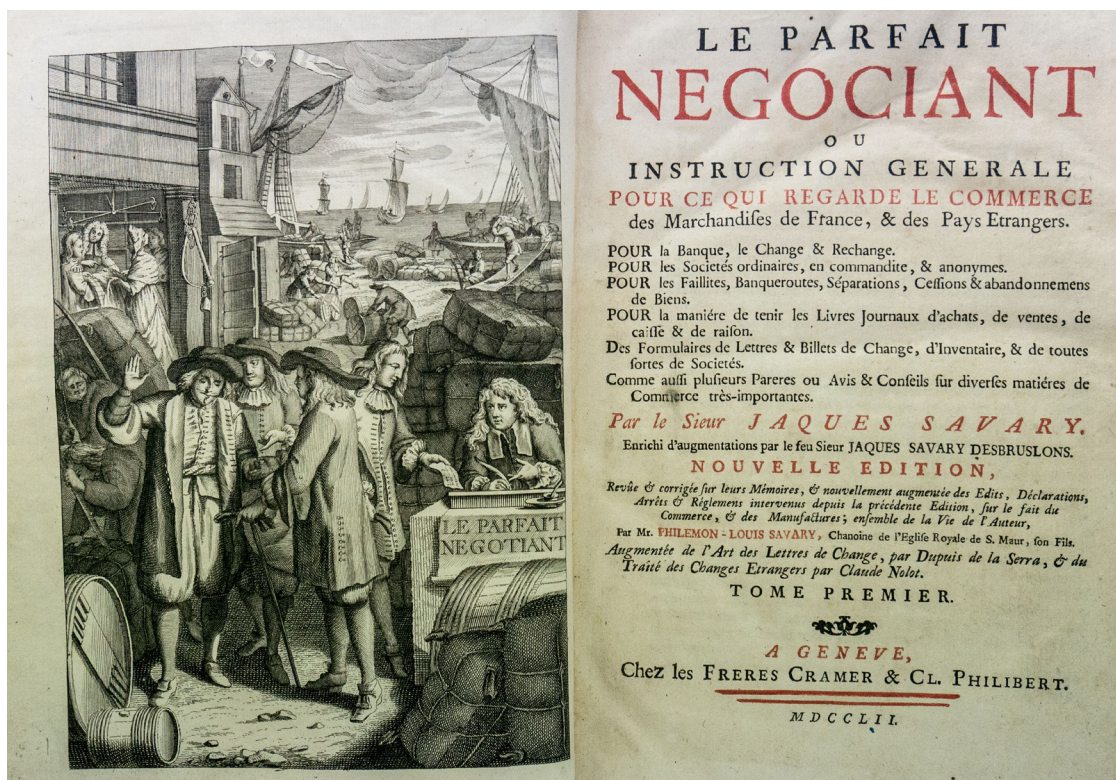 LE PARFAIT
NEGOTIANT
LE PARFAIT
NEGOCIANT
OU
INSTRUCTION GENERALE
POUR CE QUI REGARDE LE COMMERCE
des Marchandiſes de France, & des Pays Etrangers.
POUR la Banque, le Change & Rechange.
POUR les Societés ordinaires, en commandite, & anonymes.
POUR les Faillites, Banqueroutes, Séparations, Ceſſions & abandonnemens
de Biens.
POUR la maniére de tenir les Livres Journaux d'achats, de ventes, de
caiſſe & de raiſon.
Des Formulaires de Lettres & Billets de Change, d'Inventaire, & de toutes
ſortes de Societés.
Comme auſſi pluſieurs Pareres ou Avis & Conſeils ſur diverſes matiéres de
Commerce très-importantes.
Par le Sieur JAQUES SAVARY.
Enrichi d'augmentations par le feu Sieur JAQUES SAVARY DESBRUSLONS.
NOUVELLE EDITION,
Revûe & corrigée ſur leurs Mémoires, & nouvellement augmentée des Edits, Déclarations,
Arrêts & Réglemens intervenus depuis la précédente Edition, ſur le fait du
Commerce, & des Manufactures; enſemble de la Vie de l'Auteur,
Par Mr. PHILEMON-LOUIS SAVARY, Chanoine de l'Egliſe Royale de S. Maur, ſon Fils.
Augmentée de l'Art des Lettres de Change, par Dupuis de la Serra, & du
Traité des Changes Etrangers par Claude Nolot.
TOME PREMIER.
A GENEVE,
Chez les FRERES CRAMER & CL. PHILIBERT.
MDCCLII.